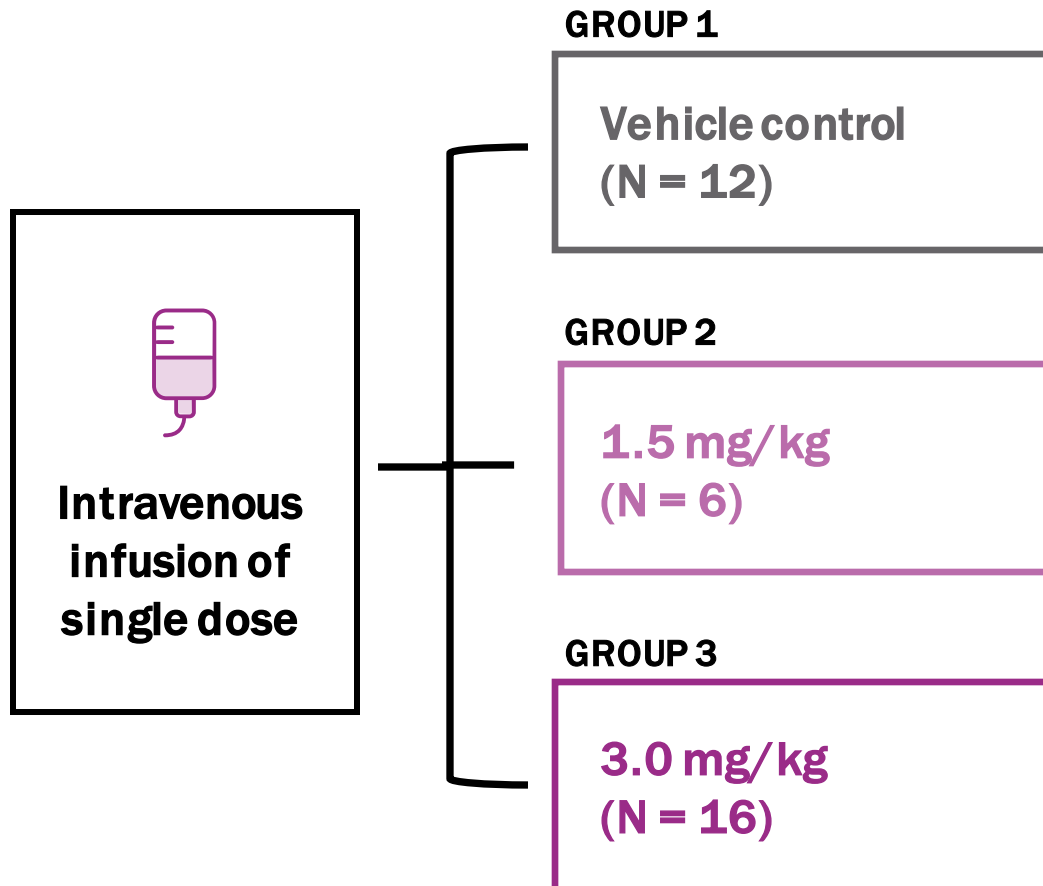 GROUP 1
Vehicle control
(N = 12)
Intravenous
infusion of
single dose
GROUP 2
1.5 mg/kg
(N = 6)
GROUP 3
3.0 mg/kg
(N = 16)